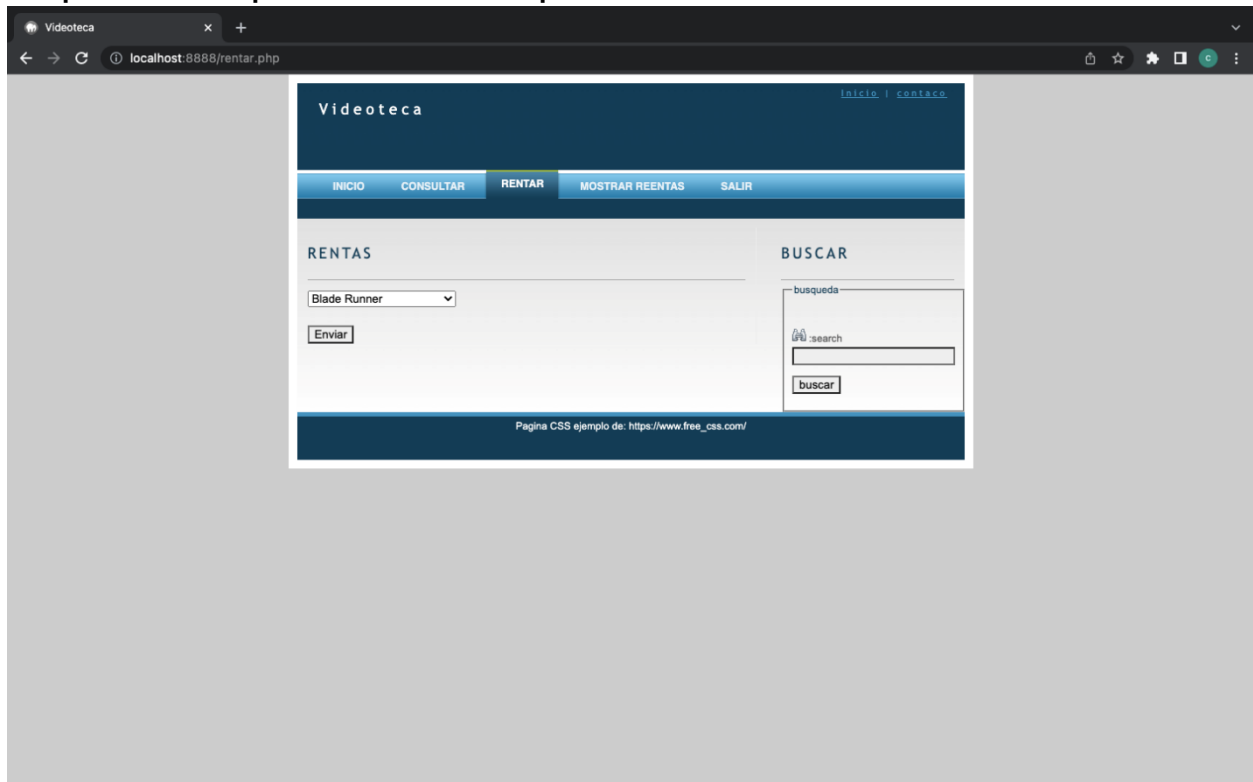 Videoteca
localhost:8888/rentar.php
c
Inicio | contaco
Videoteca
INICIO CONSULTAR RENTAR MOSTRAR REENTAS SALIR
RENTAS
BUSCAR
Blade Runner
busqueda
Enviar
:search
buscar
Pagina CSS ejemplo de: https://www.free_css.com/